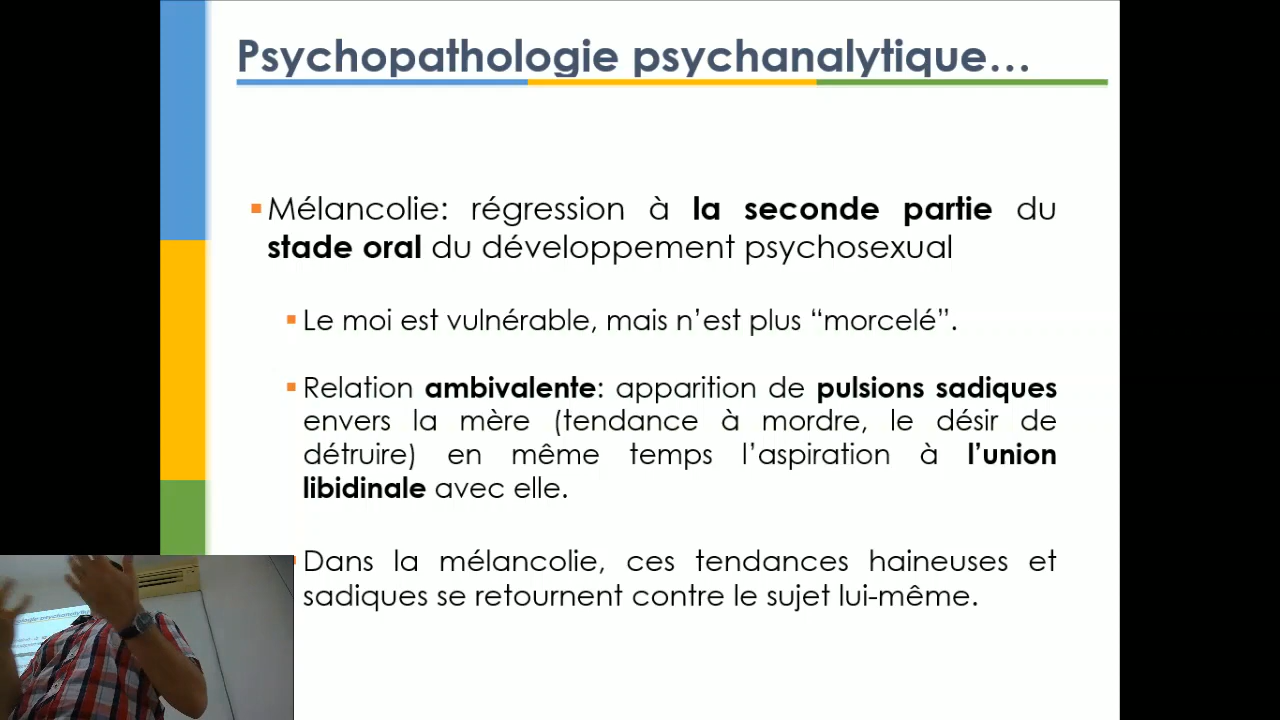 Psychopathologie psychanalytique…
Mélancolie: régression à la seconde partie du
stade oral du développement psychosexual
Le moi est vulnérable, mais n’est plus “morcelé”.
Relation ambivalente: apparition de pulsions sadiques
envers la mère (tendance à mordre, le désir de
détruire) en même temps l’aspiration à l’union
libidinale avec elle.
Dans la mélancolie, ces tendances haineuses et
sadiques se retournent contre le sujet lui-même.